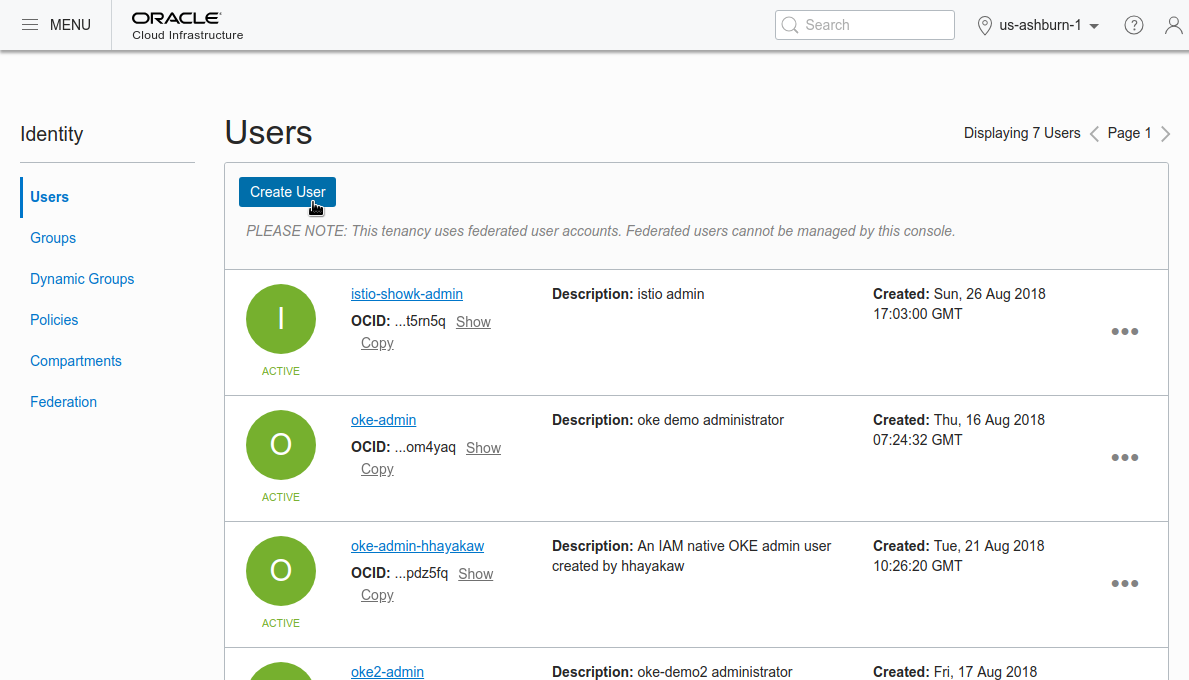 MENU
ORACLE
Cloud Infrastructure
Search
us-ashburn-1
?
Identity
Users
Groups
Dynamic Groups
Policies
Compartments
Federation
Users
Displaying 7 Users
Page 1
Create User
PLEASE NOTE: This tenancy uses federated user accounts. Federated users cannot be managed by this console.
I
ACTIVE
istio-showk-admin
OCID: ...t5rn5q Show
Copy
Description: istio admin
Created: Sun, 26 Aug 2018
17:03:00 GMT
O
ACTIVE
oke-admin
OCID: ...om4yaq Show
Copy
Description: oke demo administrator
Created: Thu, 16 Aug 2018
07:24:32 GMT
O
ACTIVE
oke-admin-hhayakaw
OCID: ...pdz5fq Show
Copy
Description: An IAM native OKE admin user
created by hhayakaw
Created: Tue, 21 Aug 2018
10:26:20 GMT
oke2-admin
Description: oke-demo2 administrator
Created: Fri, 17 Aug 2018